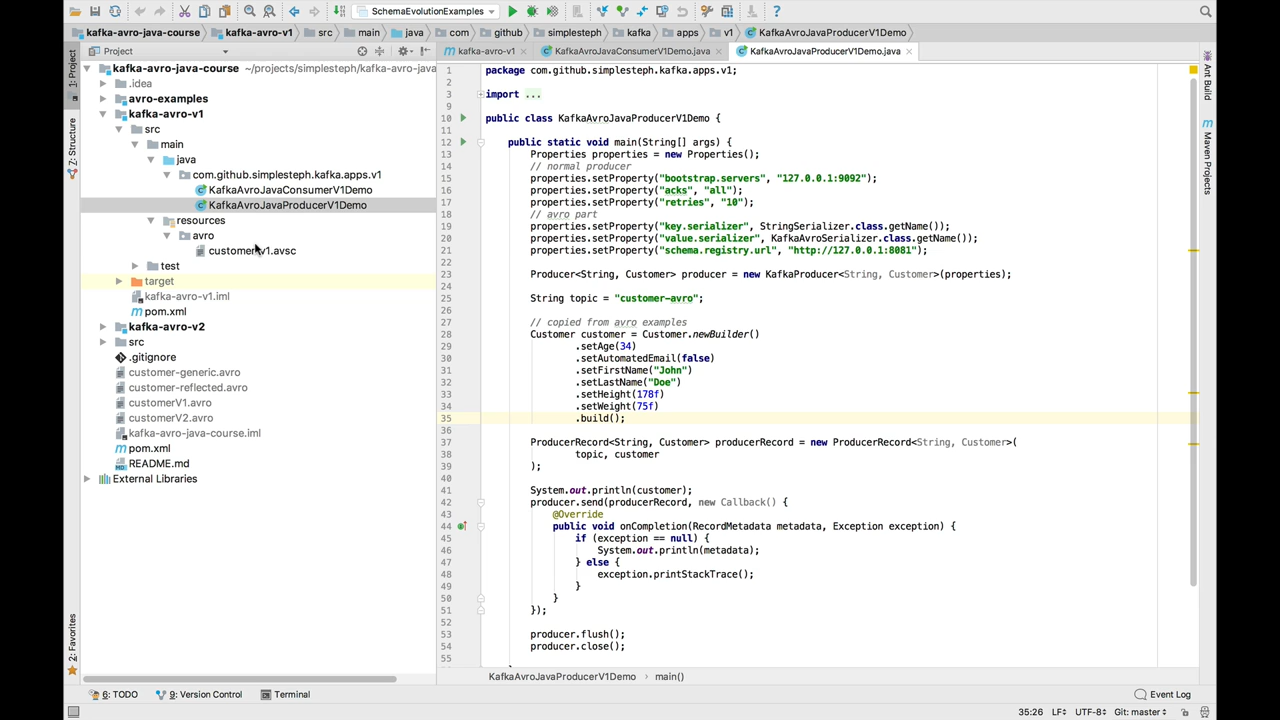 SchemaEvolutionExamples
kafka-avro-java-course
kafka-avro-v1
src
main
java
com
github
simplesteph
kafka
apps
v1
KafkaAvroJavaProducerV1Demo
Project
kafka-avro-v1
KafkaAvroJavaConsumerV1Demo.java
KafkaAvroJavaProducerV1Demo.java
1: Project
Z: Structure
2: Favorites
Ant Build
Maven Projects
kafka-avro-java-course ~/projects/simplesteph/kafka-avro-java
.idea
avro-examples
kafka-avro-v1
src
main
java
com.github.simplesteph.kafka.apps.v1
KafkaAvroJavaConsumerV1Demo
KafkaAvroJavaProducerV1Demo
resources
avro
customer-v1.avsc
test
target
kafka-avro-v1.iml
pom.xml
kafka-avro-v2
src
.gitignore
customer-generic.avro
customer-reflected.avro
customerV1.avro
customerV2.avro
kafka-avro-java-course.iml
pom.xml
README.md
External Libraries
1 package com.github.simplesteph.kafka.apps.v1;
2
3 import ...
9
10 public class KafkaAvroJavaProducerV1Demo {
11
12 public static void main(String[] args) {
13 Properties properties = new Properties();
14 // normal producer
15 properties.setProperty("bootstrap.servers", "127.0.0.1:9092");
16 properties.setProperty("acks", "all");
17 properties.setProperty("retries", "10");
18 // avro part
19 properties.setProperty("key.serializer", StringSerializer.class.getName());
20 properties.setProperty("value.serializer", KafkaAvroSerializer.class.getName());
21 properties.setProperty("schema.registry.url", "http://127.0.0.1:8081");
22
23 Producer<String, Customer> producer = new KafkaProducer<String, Customer>(properties);
24
25 String topic = "customer-avro";
26
27 // copied from avro examples
28 Customer customer = Customer.newBuilder()
29 .setAge(34)
30 .setAutomatedEmail(false)
31 .setFirstName("John")
32 .setLastName("Doe")
33 .setHeight(178f)
34 .setWeight(75f)
35 .build();
36
37 ProducerRecord<String, Customer> producerRecord = new ProducerRecord<String, Customer>(
38 topic, customer
39 );
40
41 System.out.println(customer);
42 producer.send(producerRecord, new Callback() {
43 @Override
44 public void onCompletion(RecordMetadata metadata, Exception exception) {
45 if (exception == null) {
46 System.out.println(metadata);
47 } else {
48 exception.printStackTrace();
49 }
50 }
51 });
52
53 producer.flush();
54 producer.close();
55
KafkaAvroJavaProducerV1Demo
main()
6: TODO
9: Version Control
Terminal
Event Log
35:26
LF
UTF-8
Git: master